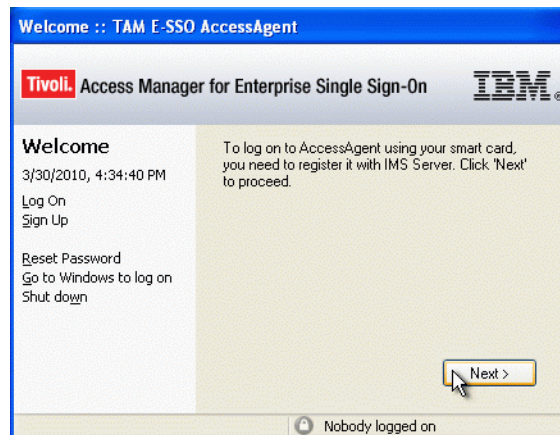 Welcome :: TAM E-SSO AccessAgent
Tivoli. Access Manager for Enterprise Single Sign-On IBM®
Welcome
3/30/2010, 4:34:40 PM
Log On
Sign Up
Reset Password
Go to Windows to log on
Shut down
To log on to AccessAgent using your smart card,
you need to register it with IMS Server. Click 'Next'
to proceed.
Next >
Nobody logged on